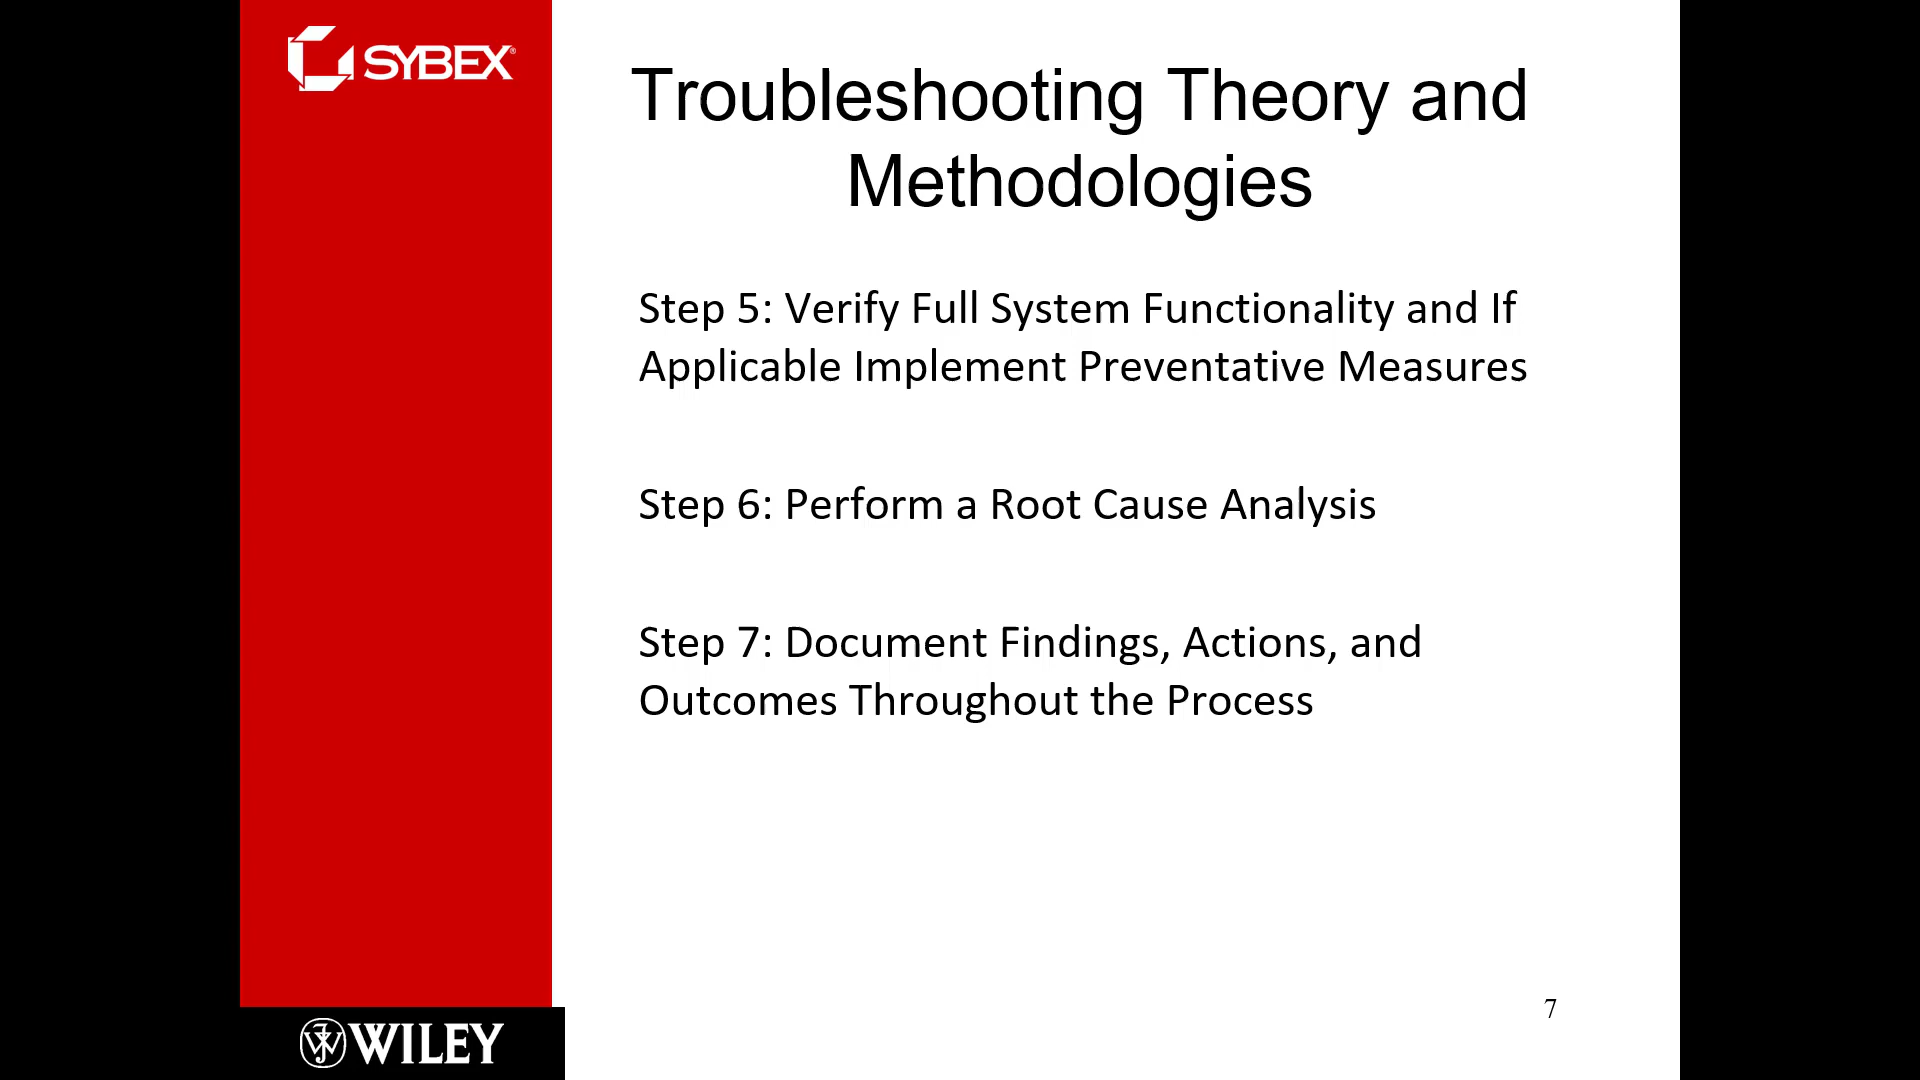 SYBEX®
Troubleshooting Theory and
Methodologies
Step 5: Verify Full System Functionality and If
Applicable Implement Preventative Measures
Step 6: Perform a Root Cause Analysis
Step 7: Document Findings, Actions, and
Outcomes Throughout the Process
7
WILEY